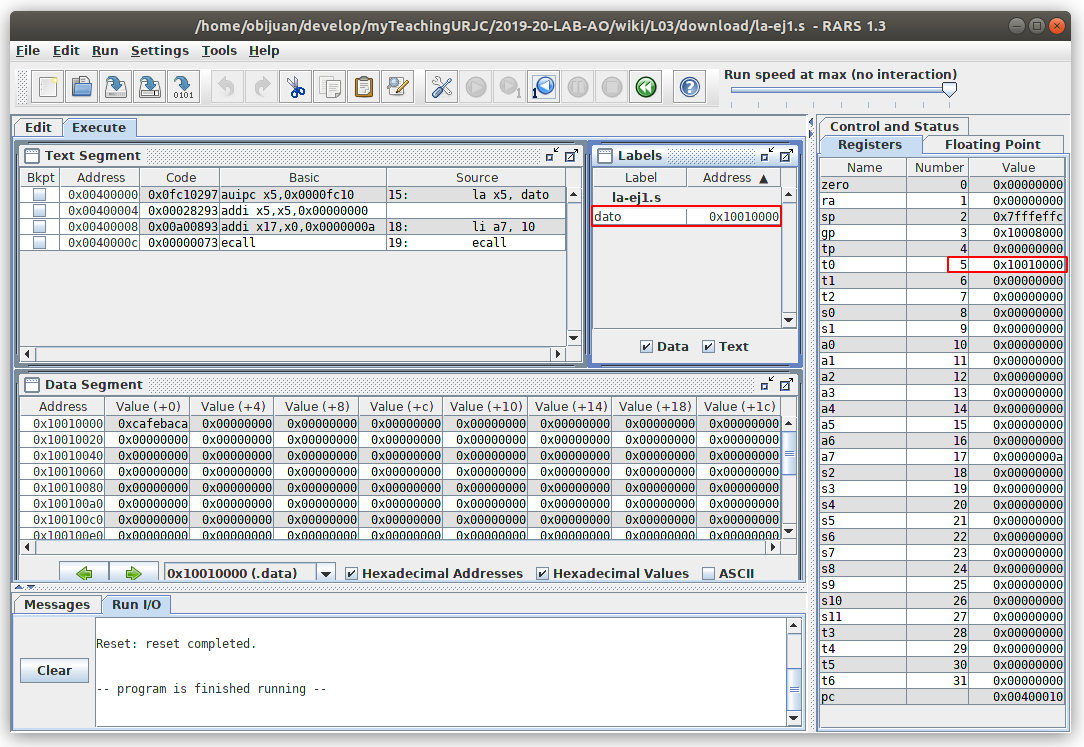 /home/obijuan/develop/myTeachingURJC/2019-20-LAB-AO/wiki/L03/download/la-ej1.s - RARS 1.3
File Edit Run Settings Tools Help
Run speed at max (no interaction)
Edit Execute
Text Segment
Bkpt Address Code Basic Source
0x00400000 0x0fc10297 auipc x5,0x0000fc10 15: la x5, dato
0x00400004 0x00028293 addi x5,x5,0x00000000
0x00400008 0x00a00893 addi x17,x0,0x0000000a 18: li a7, 10
0x0040000c 0x00000073 ecall 19: ecall
Labels
Label Address ▲
la-ej1.s
dato 0x10010000
Data Text
Data Segment
Address Value (+0) Value (+4) Value (+8) Value (+c) Value (+10) Value (+14) Value (+18) Value (+1c)
0x10010000 0xcafebaca 0x00000000 0x00000000 0x00000000 0x00000000 0x00000000 0x00000000 0x00000000
0x10010020 0x00000000 0x00000000 0x00000000 0x00000000 0x00000000 0x00000000 0x00000000 0x00000000
0x10010040 0x00000000 0x00000000 0x00000000 0x00000000 0x00000000 0x00000000 0x00000000 0x00000000
0x10010060 0x00000000 0x00000000 0x00000000 0x00000000 0x00000000 0x00000000 0x00000000 0x00000000
0x10010080 0x00000000 0x00000000 0x00000000 0x00000000 0x00000000 0x00000000 0x00000000 0x00000000
0x100100a0 0x00000000 0x00000000 0x00000000 0x00000000 0x00000000 0x00000000 0x00000000 0x00000000
0x100100c0 0x00000000 0x00000000 0x00000000 0x00000000 0x00000000 0x00000000 0x00000000 0x00000000
0x100100e0 0x00000000 0x00000000 0x00000000 0x00000000 0x00000000 0x00000000 0x00000000 0x00000000
0x10010000 (.data) Hexadecimal Addresses Hexadecimal Values ASCII
Messages Run I/O
Clear
Reset: reset completed.
-- program is finished running --
Control and Status
Registers Floating Point
Name Number Value
zero 0 0x00000000
ra 1 0x00000000
sp 2 0x7fffeffc
gp 3 0x10008000
tp 4 0x00000000
t0 5 0x10010000
t1 6 0x00000000
t2 7 0x00000000
s0 8 0x00000000
s1 9 0x00000000
a0 10 0x00000000
a1 11 0x00000000
a2 12 0x00000000
a3 13 0x00000000
a4 14 0x00000000
a5 15 0x00000000
a6 16 0x00000000
a7 17 0x0000000a
s2 18 0x00000000
s3 19 0x00000000
s4 20 0x00000000
s5 21 0x00000000
s6 22 0x00000000
s7 23 0x00000000
s8 24 0x00000000
s9 25 0x00000000
s10 26 0x00000000
s11 27 0x00000000
t3 28 0x00000000
t4 29 0x00000000
t5 30 0x00000000
t6 31 0x00000000
pc 0x00400010